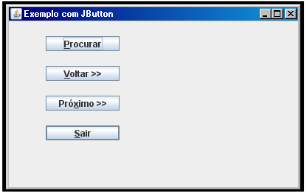 Exemplo com JButton
Procurar
Voltar >>
Próximo >>
Sair